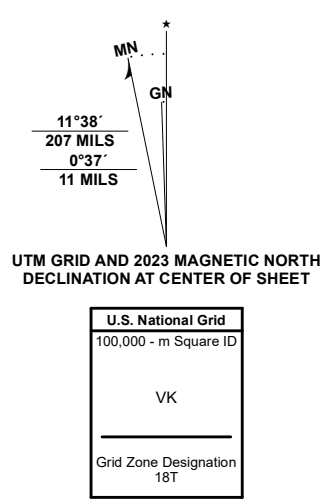 ★
MN
GN
11°38´
207 MILS
0°37´
11 MILS
UTM GRID AND 2023 MAGNETIC NORTH
DECLINATION AT CENTER OF SHEET
U.S. National Grid
100,000 - m Square ID
VK
Grid Zone Designation
18T